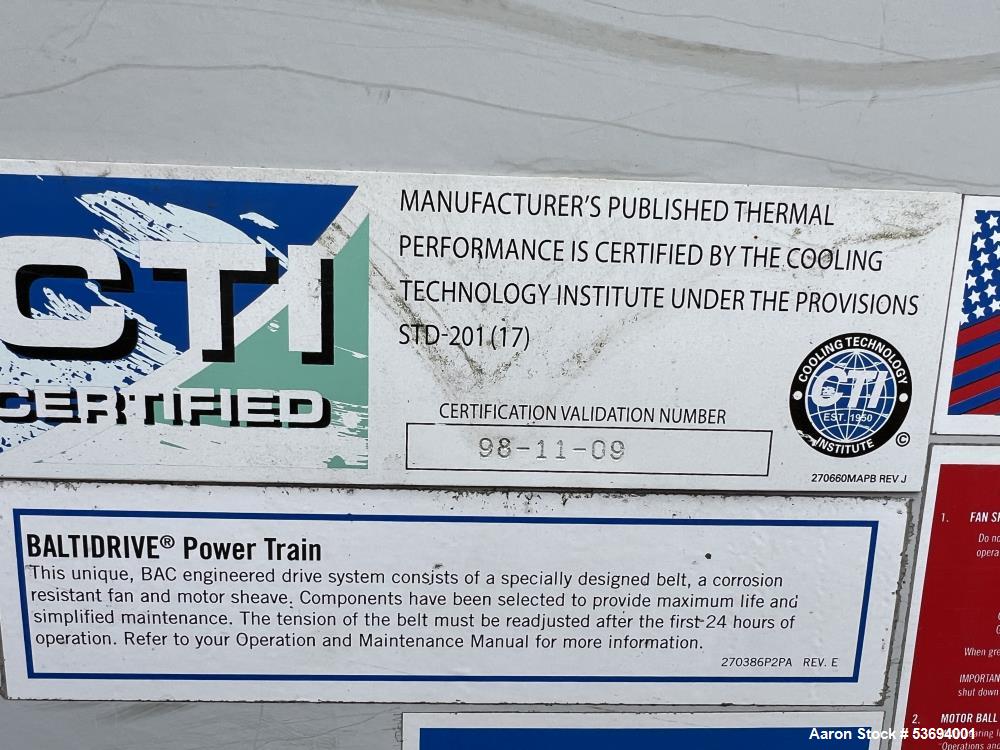 CTI
CERTIFIED
MANUFACTURER'S PUBLISHED THERMAL
PERFORMANCE IS CERTIFIED BY THE COOLING
TECHNOLOGY INSTITUTE UNDER THE PROVISIONS
STD-201 (17)
CERTIFICATION VALIDATION NUMBER
98-11-09
COOLING TECHNOLOGY
CTI
EST. 1950
INSTITUTE
©
270660MAPB REV J
BALTIDRIVE® Power Train
This unique, BAC engineered drive system consists of a specially designed belt, a corrosion
resistant fan and motor sheave. Components have been selected to provide maximum life and
simplified maintenance. The tension of the belt must be readjusted after the first 24 hours of
operation. Refer to your Operation and Maintenance Manual for more information.
270386P2PA REV. E
1. FAN
Do
When
IMPORTAN
shut down
2. MOTOR BALL
Operations
Aaron Stock # 53694001